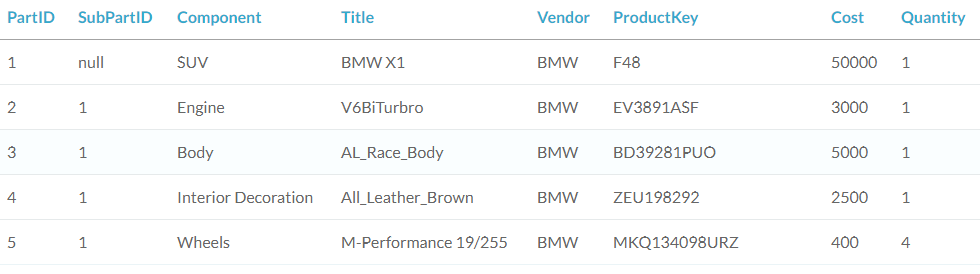 PartID SubPartID Component Title Vendor ProductKey Cost Quantity
1 null SUV BMW X1 BMW F48 50000 1
2 1 Engine V6BiTurbro BMW EV3891ASF 3000 1
3 1 Body AL_Race_Body BMW BD39281PUO 5000 1
4 1 Interior Decoration All_Leather_Brown BMW ZEU198292 2500 1
5 1 Wheels M-Performance 19/255 BMW MKQ134098URZ 400 4